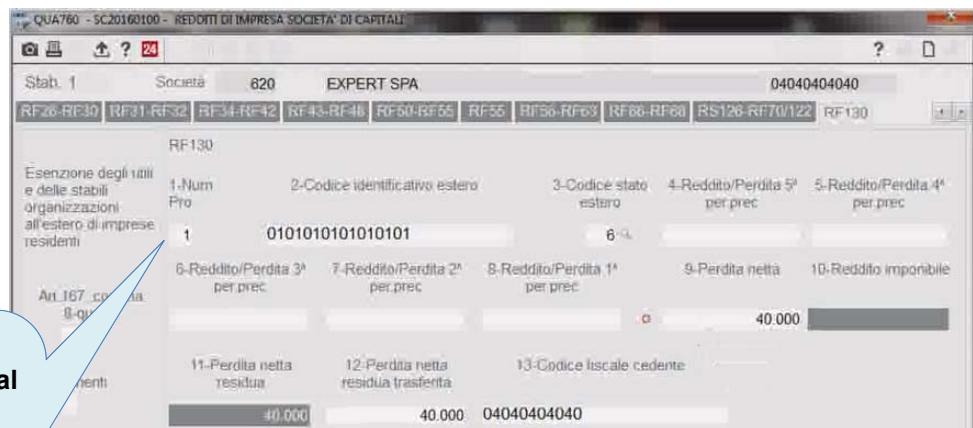 QUA760 - SC20160100 - REDDITI DI IMPRESA SOCIETA' DI CAPITALI
? 24 ?
Stab. 1 Società 620 EXPERT SPA 04040404040
RF26-RF30 RF31-RF32 RF34-RF42 RF43-RF48 RF50-RF55 RF55 RF56-RF63 RF66-RF68 RS126-RF70/122 RF130
RF130
Esenzione degli utili
e delle stabili
organizzazioni
all'estero di imprese
residenti
1-Num Pro
2-Codice identificativo estero
3-Codice stato estero
4-Reddito/Perdita 5ª per.prec
5-Reddito/Perdita 4ª per.prec
1 0101010101010101 6
6-Reddito/Perdita 3ª per.prec
7-Reddito/Perdita 2ª per.prec
8-Reddito/Perdita 1ª per.prec
9-Perdita netta
10-Reddito imponibile
Art.167
40.000
11-Perdita netta residua
12-Perdita netta residua trasferita
13-Codice fiscale cedente
al
40.000 40.000 04040404040